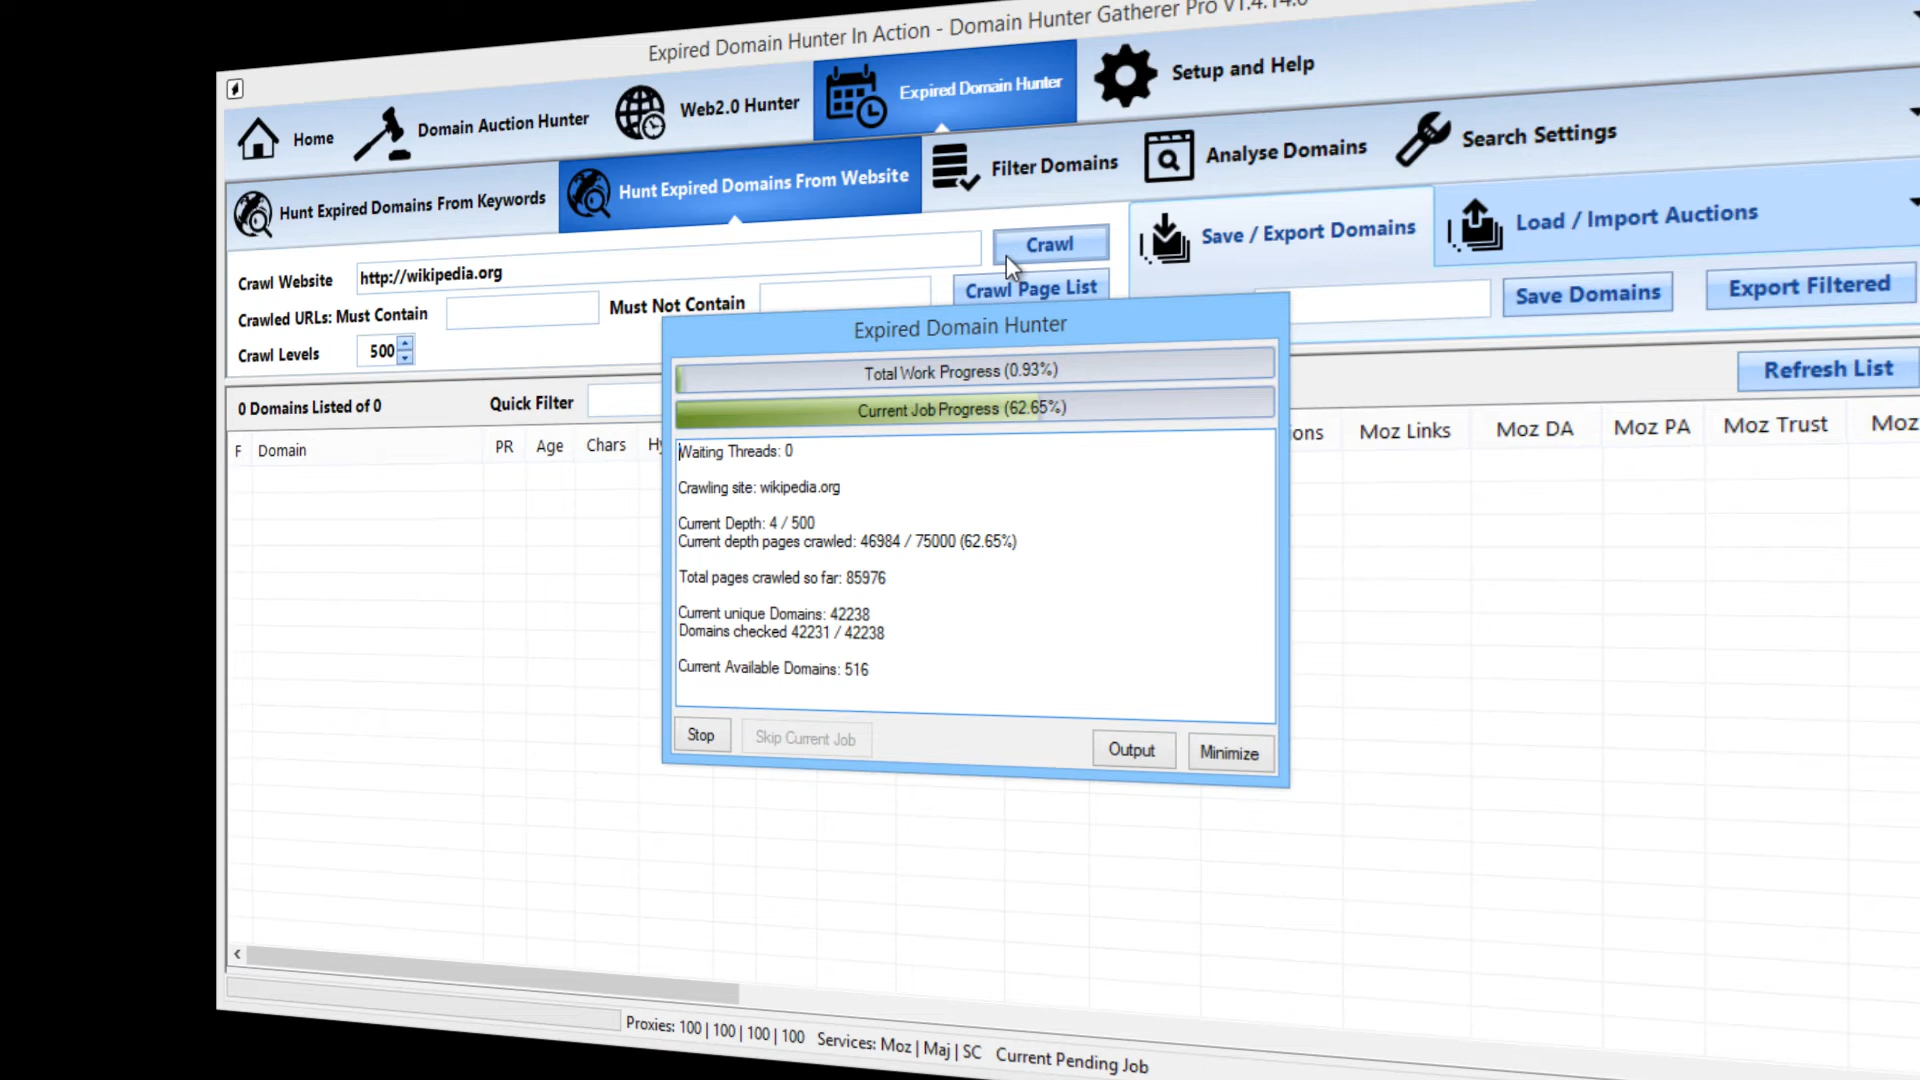 Expired Domain Hunter In Action - Domain Hunter Gatherer Pro V1.4.14.0
Home
Domain Auction Hunter
Web2.0 Hunter
Expired Domain Hunter
Setup and Help
Hunt Expired Domains From Keywords
Hunt Expired Domains From Website
Filter Domains
Analyse Domains
Search Settings
Crawl Website
http://wikipedia.org
Crawl
Save / Export Domains
Load / Import Auctions
Crawled URLs: Must Contain
Must Not Contain
Crawl Page List
Save Domains
Export Filtered
Crawl Levels
500
0 Domains Listed of 0
Quick Filter
Refresh List
F Domain PR Age Chars Hy
ions Moz Links Moz DA Moz PA Moz Trust Moz
Expired Domain Hunter
Total Work Progress (0.93%)
Current Job Progress (62.65%)
Waiting Threads: 0
Crawling site: wikipedia.org
Current Depth: 4 / 500
Current depth pages crawled: 46984 / 75000 (62.65%)
Total pages crawled so far: 85976
Current unique Domains: 42238
Domains checked 42231 / 42238
Current Available Domains: 516
Stop
Skip Current Job
Output
Minimize
Proxies: 100 | 100 | 100 | 100 Services: Moz | Maj | SC Current Pending Job